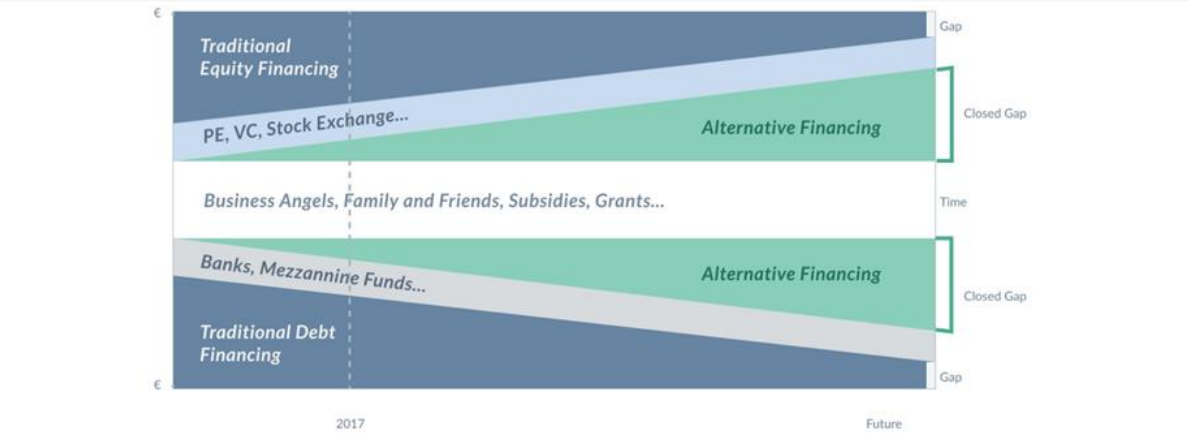 €
Gap
Traditional
Equity Financing
PE, VC, Stock Exchange...
Alternative Financing
Closed Gap
Business Angels, Family and Friends, Subsidies, Grants...
Time
Banks, Mezzannine Funds...
Alternative Financing
Closed Gap
Traditional Debt
Financing
Gap
€
2017
Future